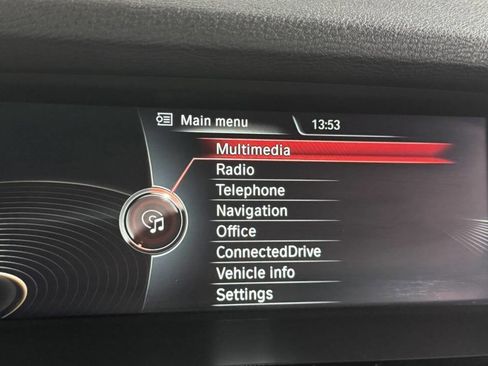 Main menu 13:53
Multimedia
Radio
Telephone
Navigation
Office
ConnectedDrive
Vehicle info
Settings